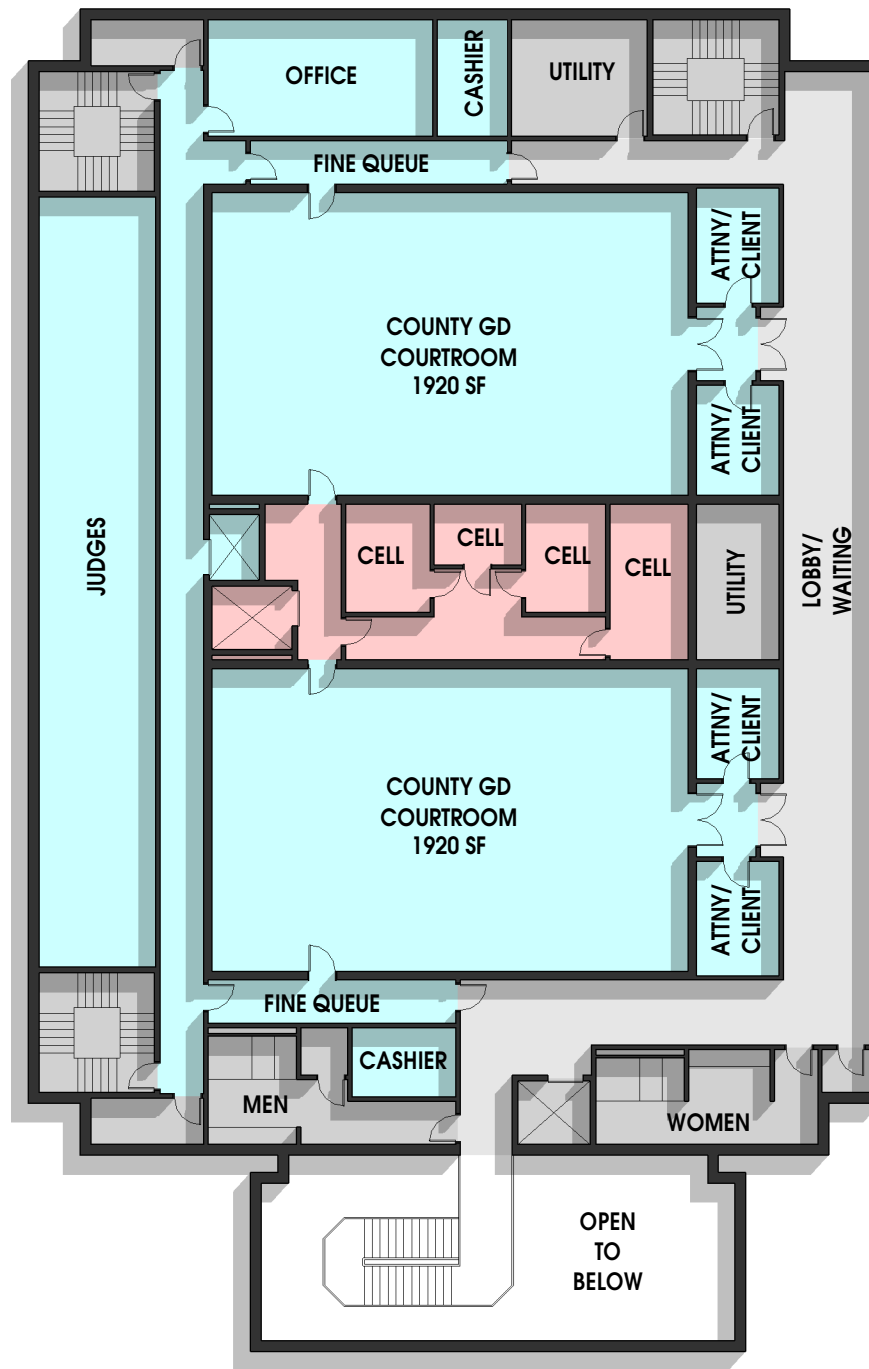 OFFICE
CASHIER
UTILITY
FINE QUEUE
ATTNY/
CLIENT
COUNTY GD
COURTROOM
1920 SF
ATTNY/
CLIENT
JUDGES
CELL
CELL
CELL
CELL
UTILITY
LOBBY/
WAITING
ATTNY/
CLIENT
COUNTY GD
COURTROOM
1920 SF
ATTNY/
CLIENT
FINE QUEUE
CASHIER
MEN
WOMEN
OPEN
TO
BELOW